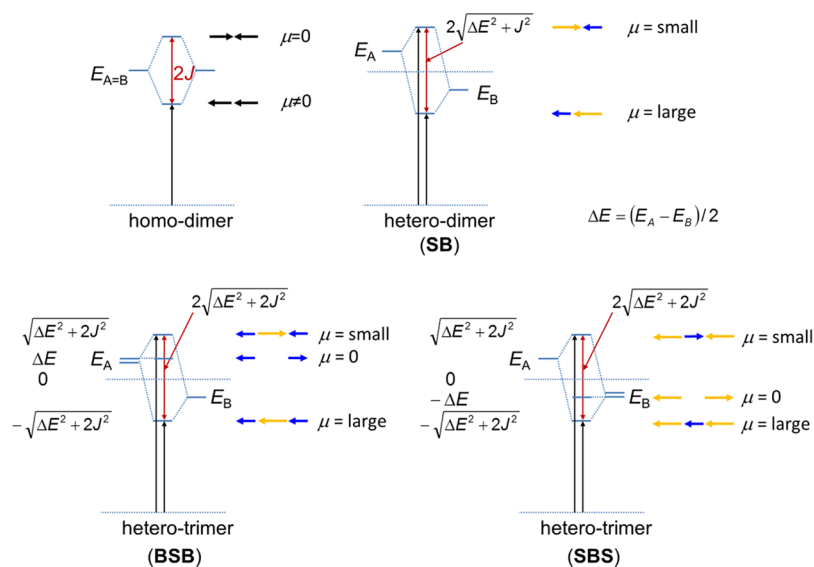 μ=0
E_{A=B}
2J
μ≠0
homo-dimer
2√(ΔE² + J²)
μ = small
E_A
E_B
μ = large
hetero-dimer
(SB)
ΔE = (E_A − E_B)/2
2√(ΔE² + 2J²)
√(ΔE² + 2J²)
μ = small
ΔE
E_A
μ = 0
0
E_B
−√(ΔE² + 2J²)
μ = large
hetero-trimer
(BSB)
2√(ΔE² + 2J²)
√(ΔE² + 2J²)
μ = small
E_A
0
−ΔE
E_B
μ = 0
−√(ΔE² + 2J²)
μ = large
hetero-trimer
(SBS)